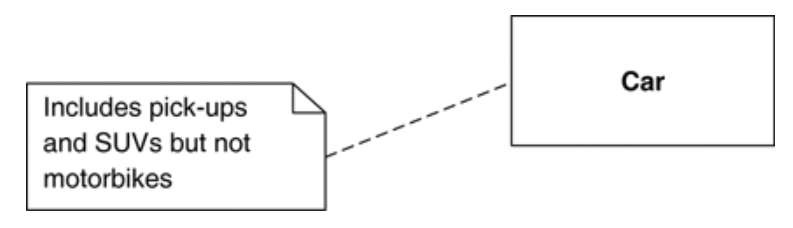 Includes pick-ups
and SUVs but not
motorbikes
Car